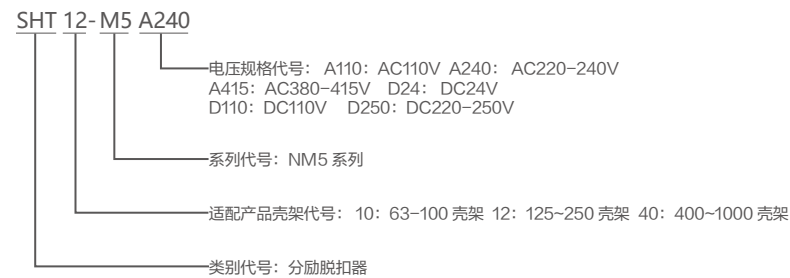 SHT 12-M5 A240
电压规格代号： A110：AC110V A240： AC220-240V
A415：AC380-415V D24： DC24V
D110：DC110V D250：DC220-250V
系列代号：NM5 系列
适配产品壳架代号： 10：63-100 壳架 12：125~250 壳架 40：400~1000 壳架
类别代号：分励脱扣器